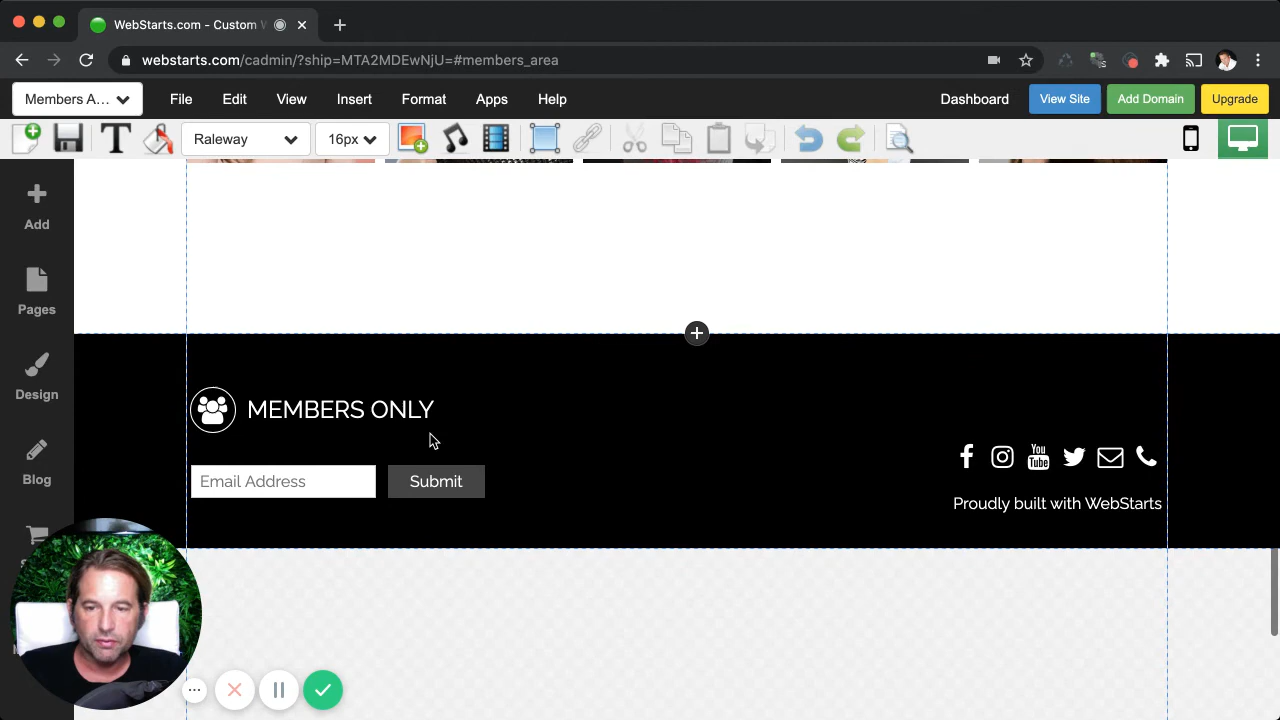 WebStarts.com - Custom W
webstarts.com/cadmin/?ship=MTA2MDEwNjU=#members_area
Members A... File Edit View Insert Format Apps Help Dashboard View Site Add Domain Upgrade
T Raleway 16px
Add
Pages
Design
Blog
MEMBERS ONLY
Email Address Submit
You Tube
Proudly built with WebStarts